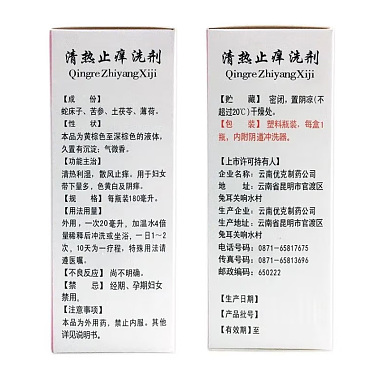 清热止痒洗剂
QingreZhiyangXiji
【成　份】
蛇床子、苦参、土茯苓、薄荷。
【性　状】
本品为黄棕色至深棕色的液体，
久置有沉淀；气微香。
【功能主治】
清热利湿，散风止痒。用于妇女
带下量多，色黄白及阴痒。
【规　格】每瓶装180毫升。
【用法用量】
外用，一次20毫升，加温水4倍
量稀释后冲洗或坐浴，一日1~2
次，10天为一疗程，特殊用法请
遵医嘱。
【不良反应】尚不明确。
【禁　忌】经期、孕期妇女
禁用。
【注意事项】
本品为外用药，禁止内服。其他
详见说明书。
清热止痒洗剂
QingreZhiyangXiji
【贮　藏】密闭，置阴凉（不
超过20℃）干燥处。
【包　装】塑料瓶装，每盒1
瓶，内附阴道冲洗器。
【上市许可持有人】
企业名称：云南优克制药公司
地　址：云南省昆明市官渡区
兔耳关响水村
生产企业：云南优克制药公司
生产地址：云南省昆明市官渡区
兔耳关响水村
电话号码：0871-65817675
传真号码：0871-65813696
邮政编码：650222
【生产日期】
【产品批号】
【有效期】至